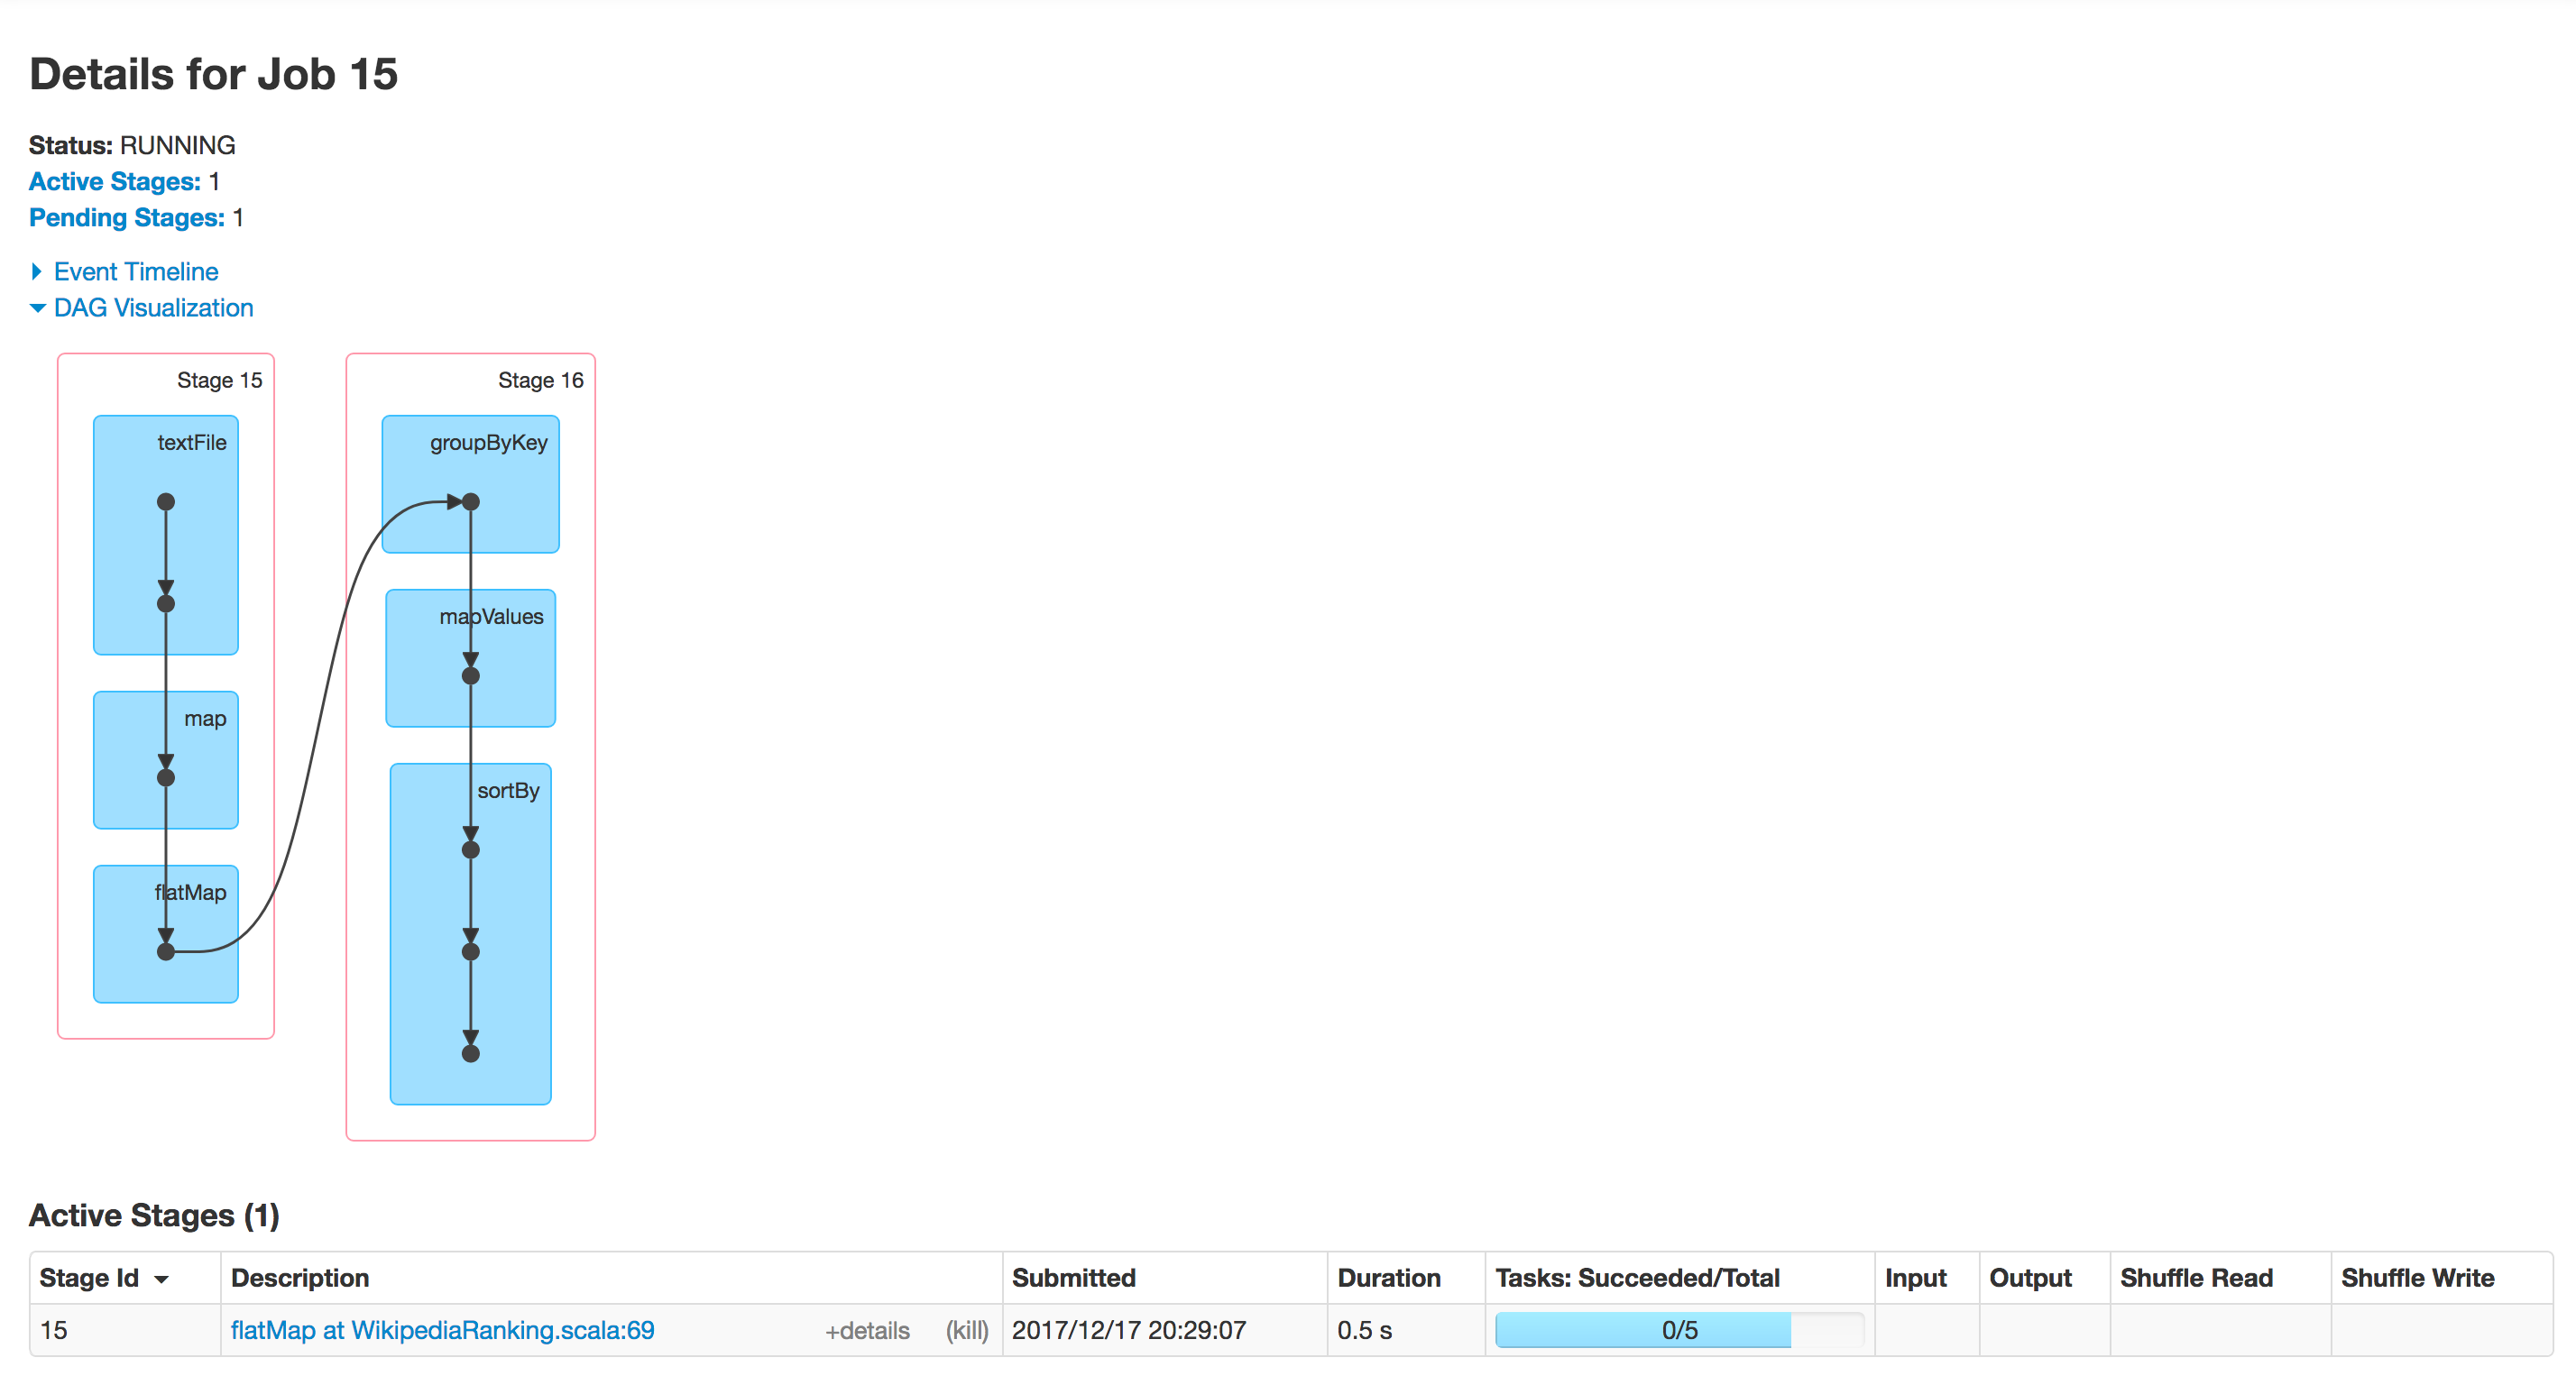 Details for Job 15
Status: RUNNING
Active Stages: 1
Pending Stages: 1
Event Timeline
DAG Visualization
Stage 15
textFile
map
flatMap
Stage 16
groupByKey
mapValues
sortBy
Active Stages (1)
Stage Id Description Submitted Duration Tasks: Succeeded/Total Input Output Shuffle Read Shuffle Write
15 flatMap at WikipediaRanking.scala:69 +details (kill) 2017/12/17 20:29:07 0.5 s 0/5